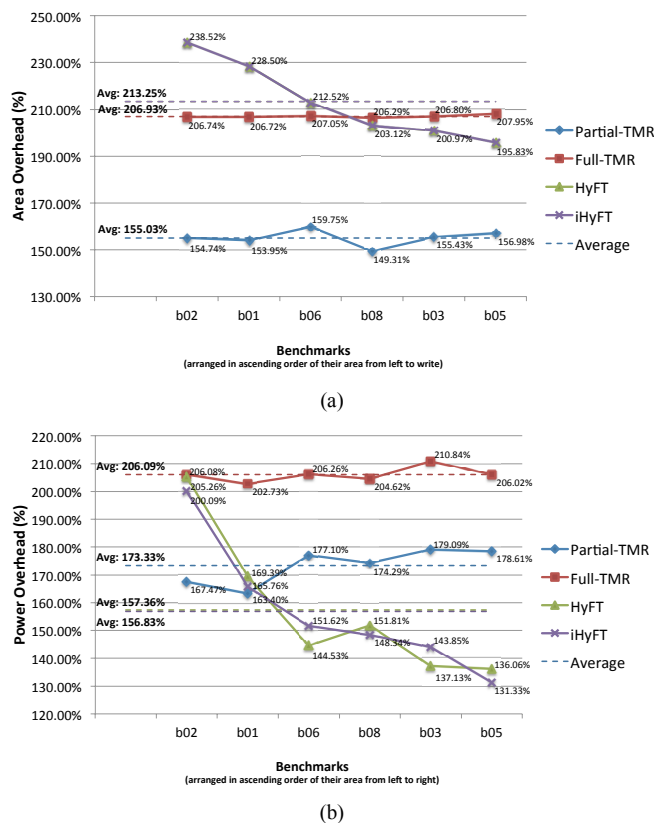 250.00%
230.00%
210.00%
190.00%
170.00%
150.00%
130.00%
Area Overhead (%)
238.52%
228.50%
212.52%
206.29%
206.80%
Avg: 213.25%
Avg: 206.93%
206.74%
206.72%
207.05%
203.12%
200.97%
207.95%
195.83%
Avg: 155.03%
154.74%
153.95%
159.75%
149.31%
155.43%
156.98%
Partial-TMR
Full-TMR
HyFT
iHyFT
Average
b02 b01 b06 b08 b03 b05
Benchmarks
(arranged in ascending order of their area from left to write)
(a)
220.00%
210.00%
200.00%
190.00%
180.00%
170.00%
160.00%
150.00%
140.00%
130.00%
120.00%
Power Overhead (%)
Avg: 206.09%
206.08%
205.26%
200.09%
202.73%
206.26%
204.62%
210.84%
206.02%
Avg: 173.33%
167.47%
169.39%
165.76%
163.40%
177.10%
174.29%
179.09%
178.61%
Avg: 157.36%
Avg: 156.83%
151.62%
144.53%
151.81%
148.34%
143.85%
137.13%
136.06%
131.33%
Partial-TMR
Full-TMR
HyFT
iHyFT
Average
b02 b01 b06 b08 b03 b05
Benchmarks
(arranged in ascending order of their area from left to right)
(b)